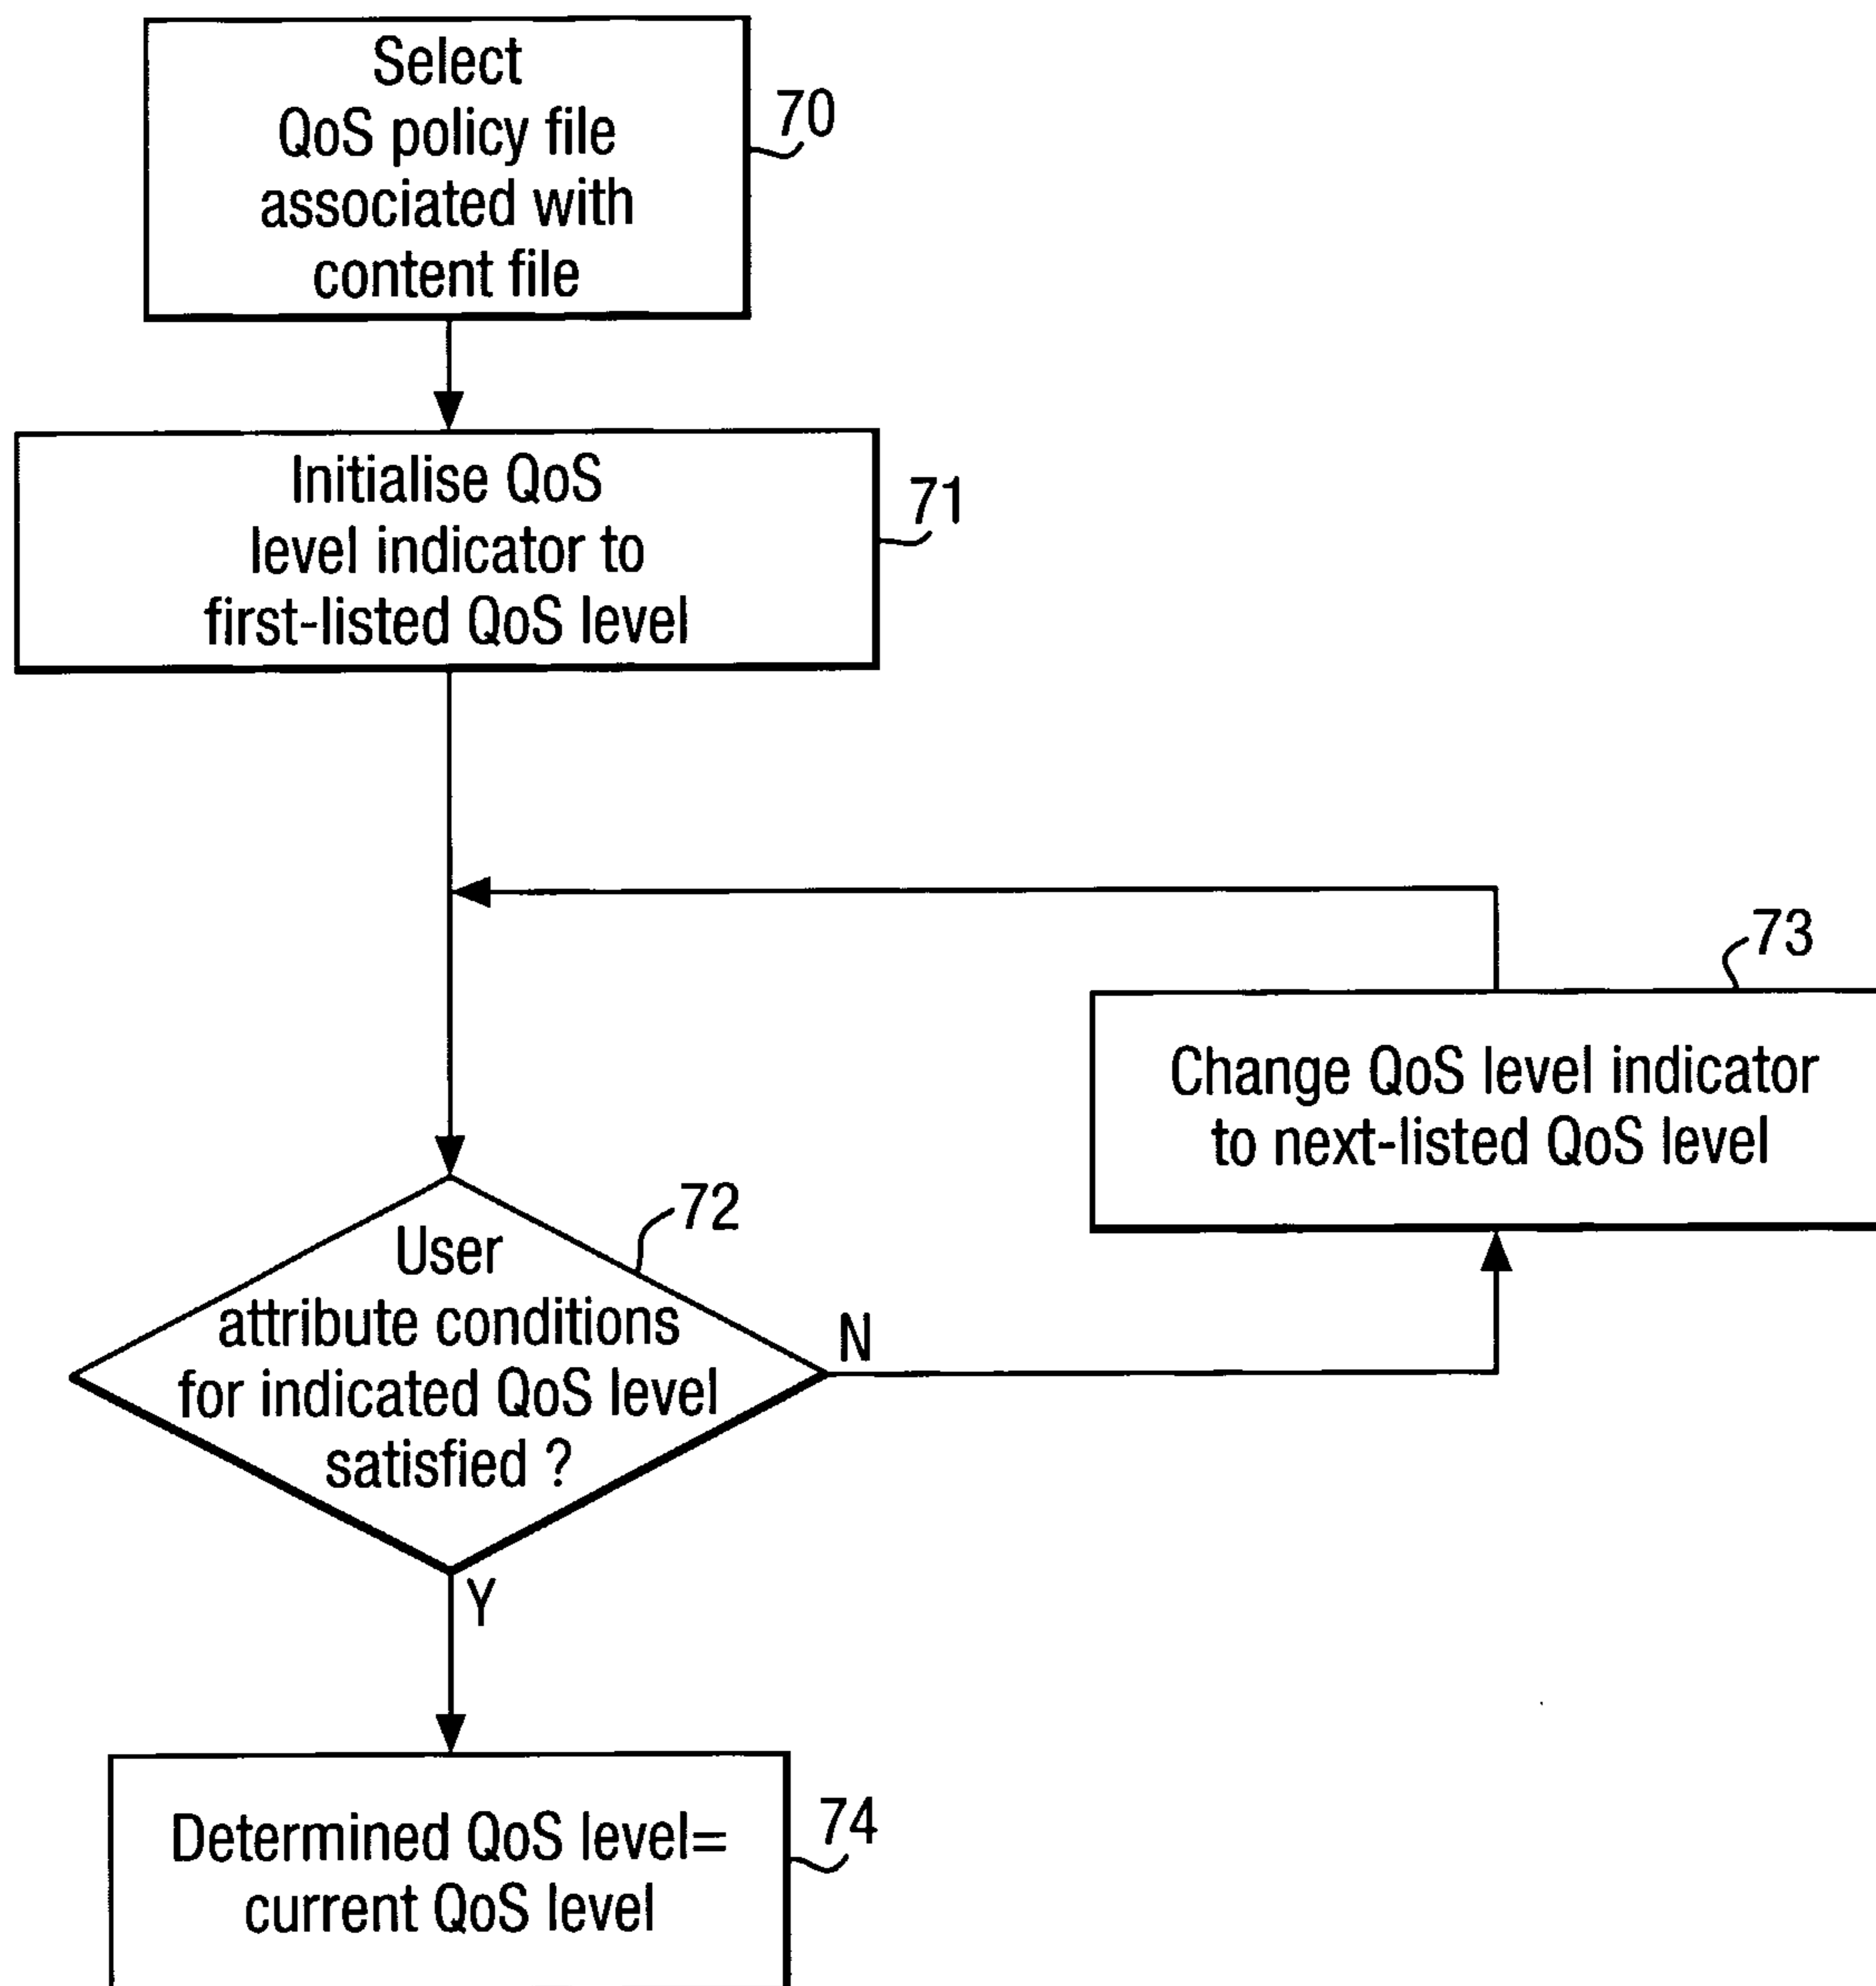 Select
QoS policy file
associated with
content file
70
Initialise QoS
level indicator to
first-listed QoS level
71
73
Change QoS level indicator
to next-listed QoS level
72
User
attribute conditions
for indicated QoS level
satisfied ?
N
Y
Determined QoS level=
current QoS level
74